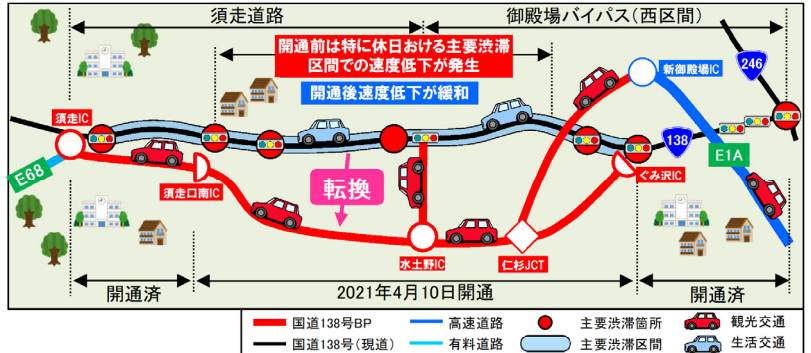 須走道路
御殿場バイパス(西区間)
開通前は特に休日おける主要渋滞
区間での速度低下が発生
開通後速度低下が緩和
新御殿場IC
246
須走IC
138
E68
E1A
ぐみ沢IC
須走口南IC
転換
水土野IC
仁杉JCT
開通済
2021年4月10日開通
開通済
国道138号BP
高速道路
主要渋滞箇所
観光交通
国道138号(現道)
有料道路
主要渋滞区間
生活交通